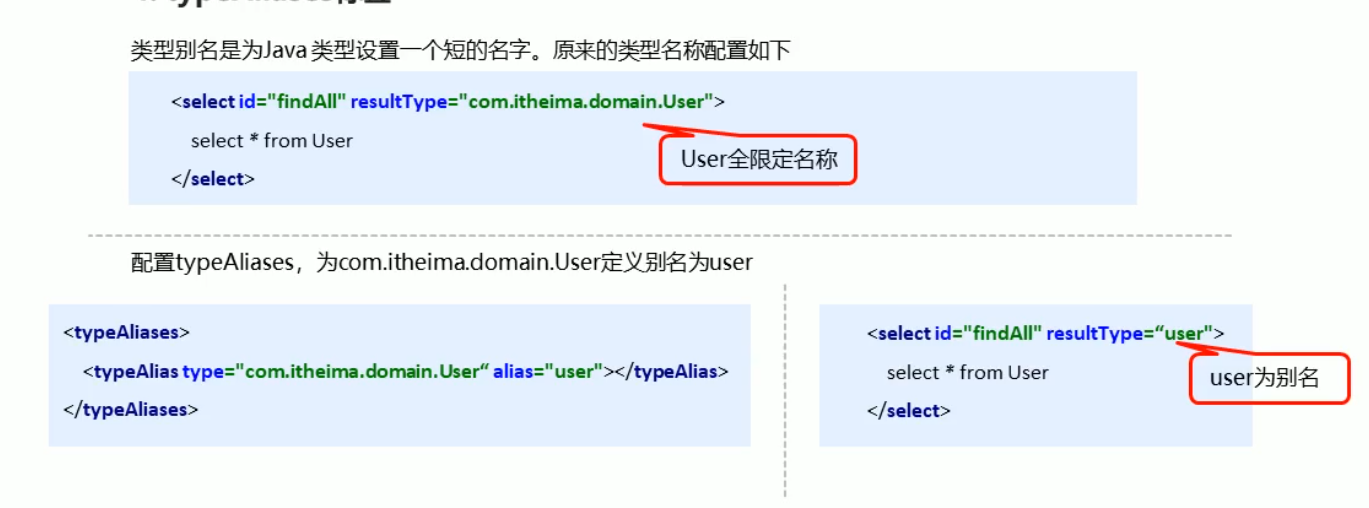 类型别名是为Java 类型设置一个短的名字。原来的类型名称配置如下
<select id="findAll" resultType="com.itheima.domain.User">
select * from User
</select>
User全限定名称
配置typeAliases，为com.itheima.domain.User定义别名为user
<typeAliases>
<typeAlias type="com.itheima.domain.User“ alias="user"></typeAlias>
</typeAliases>
<select id="findAll" resultType=“user">
select * from User
</select>
user为别名